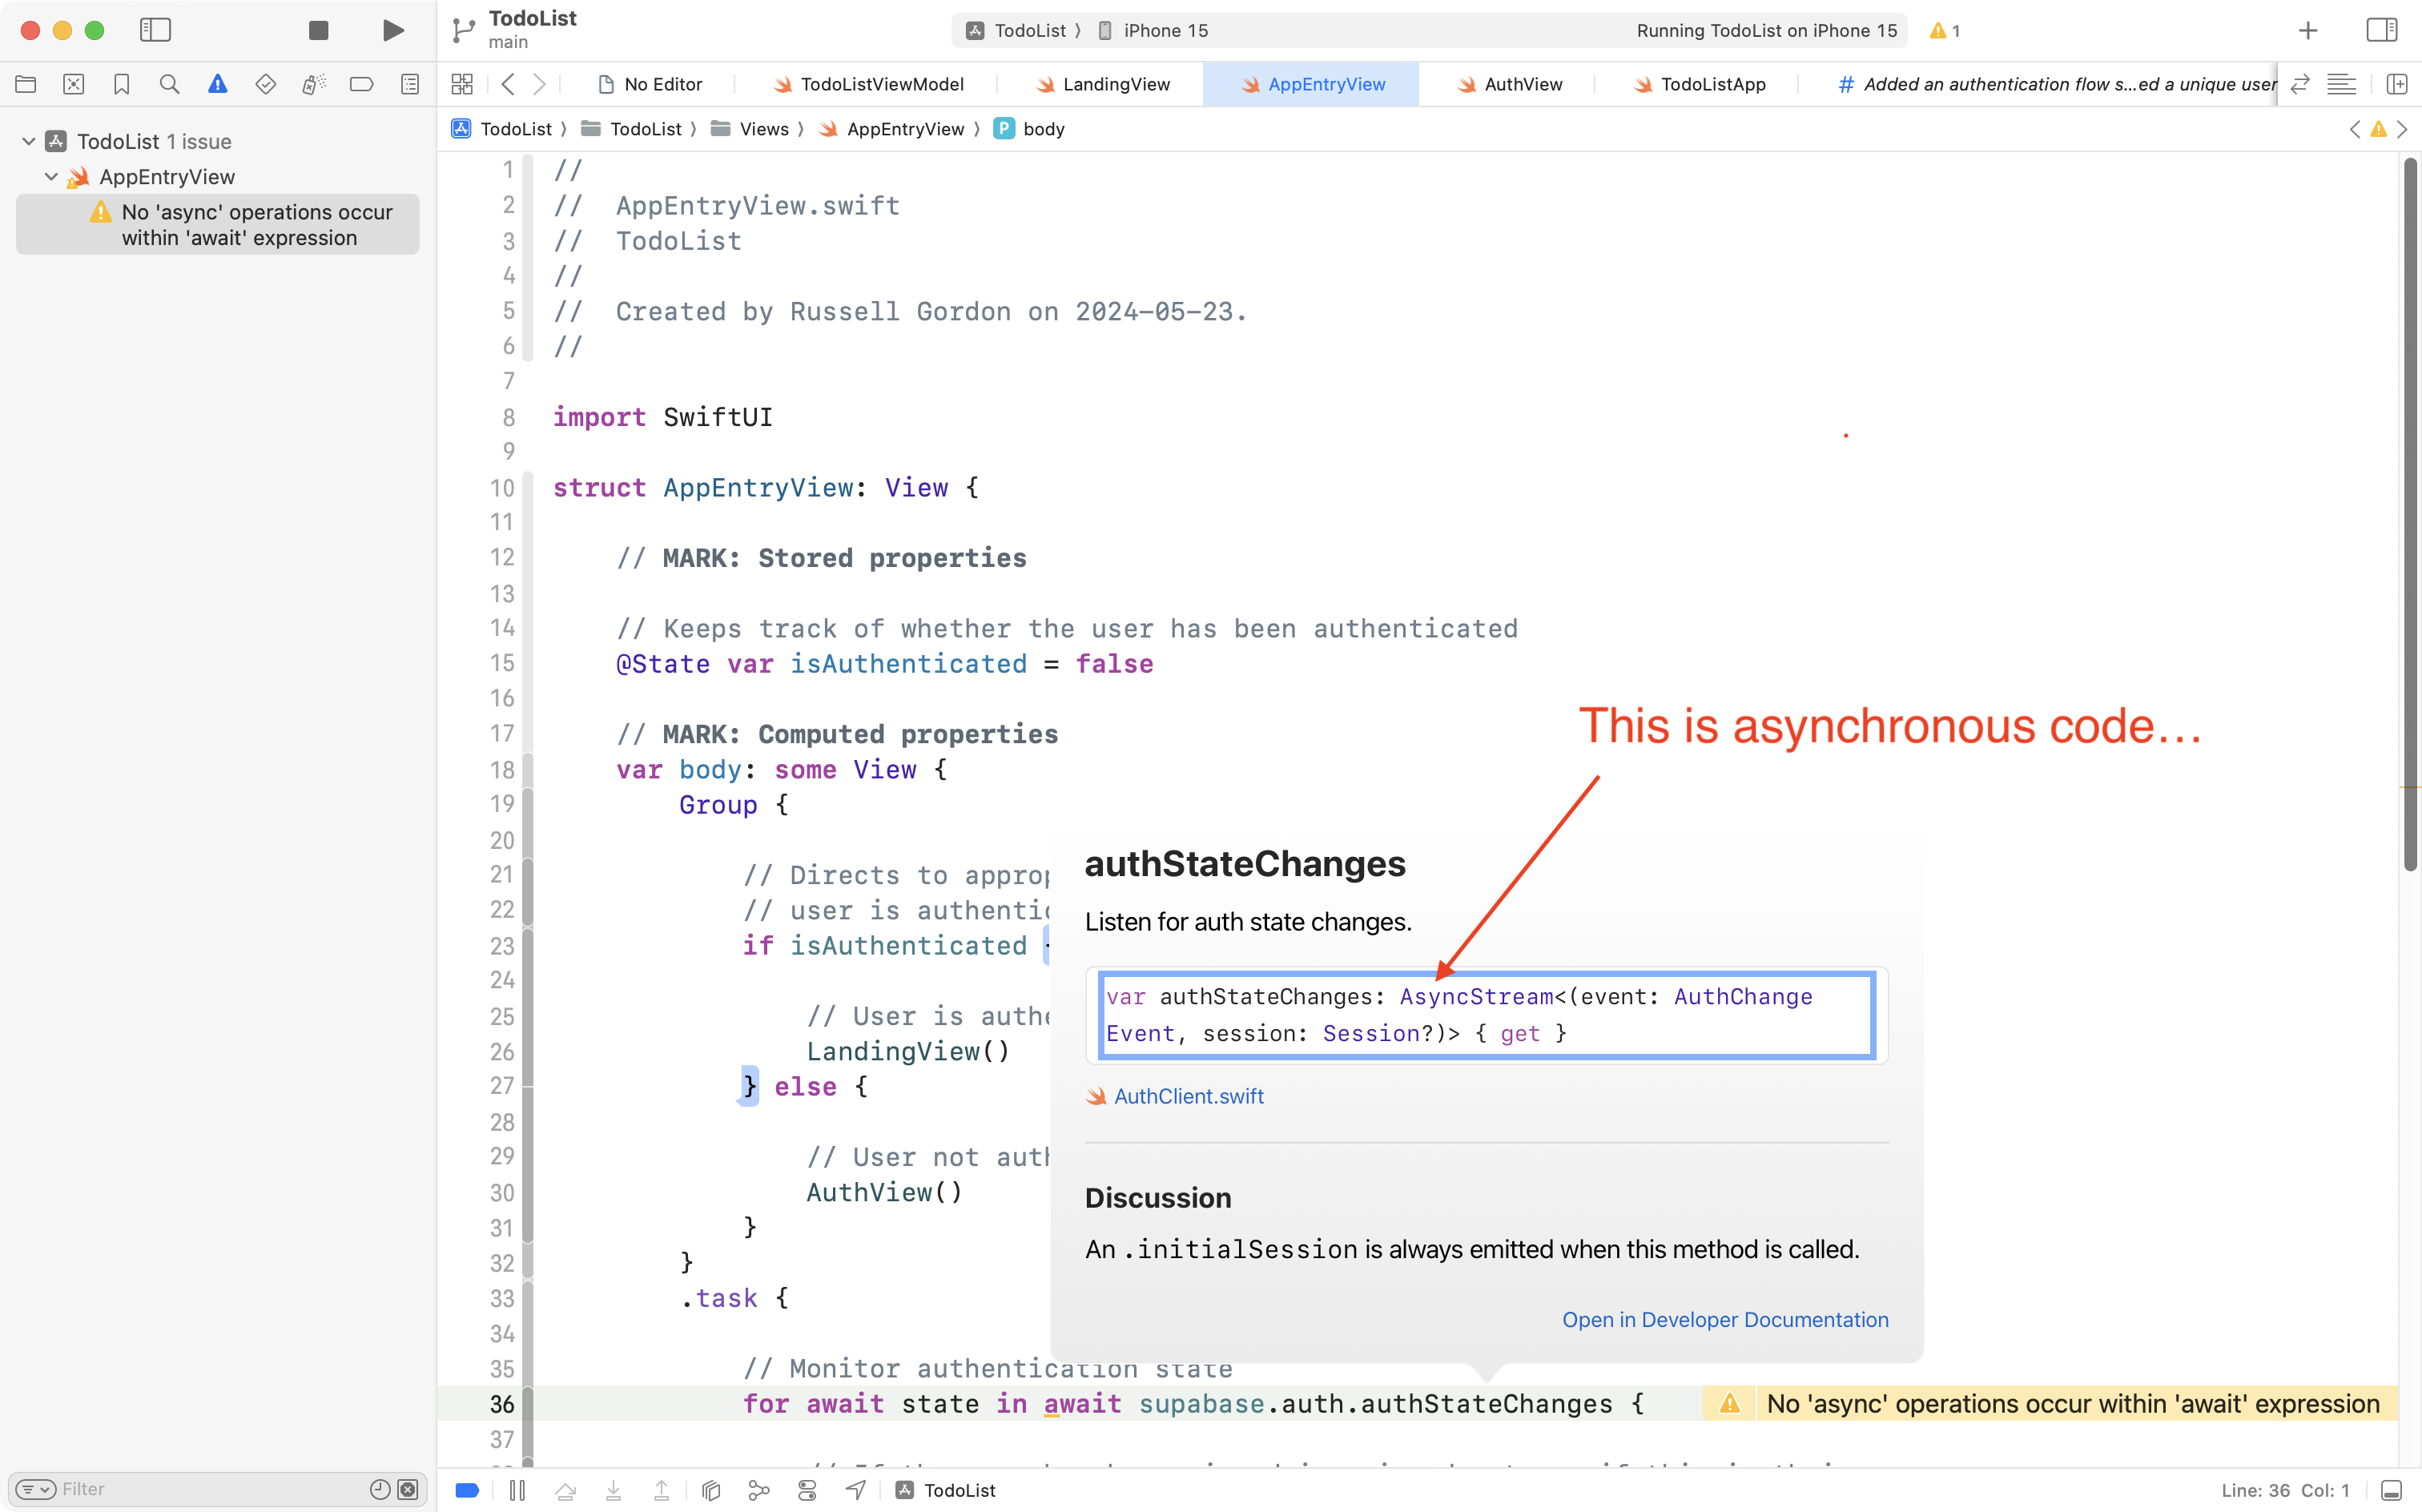 TodoList
main
TodoList 〉 iPhone 15
Running TodoList on iPhone 15
1
No Editor
TodoListViewModel
LandingView
AppEntryView
AuthView
TodoListApp
# Added an authentication flow s...ed a unique user
TodoList 〉 TodoList 〉 Views 〉 AppEntryView 〉 P body
TodoList 1 issue
AppEntryView
No 'async' operations occur
within 'await' expression
1 //
2 //  AppEntryView.swift
3 //  TodoList
4 //
5 //  Created by Russell Gordon on 2024-05-23.
6 //
7
8 import SwiftUI
9
10 struct AppEntryView: View {
11
12 // MARK: Stored properties
13
14 // Keeps track of whether the user has been authenticated
15 @State var isAuthenticated = false
16
17 // MARK: Computed properties
18 var body: some View {
19 Group {
20
21 // Directs to approp
22 // user is authentic
23 if isAuthenticated
24
25 // User is authe
26 LandingView()
27 } else {
28
29 // User not auth
30 AuthView()
31 }
32 }
33 .task {
34
35 // Monitor authentication state
36 for await state in await supabase.auth.authStateChanges {
No 'async' operations occur within 'await' expression
37
This is asynchronous code...
authStateChanges
Listen for auth state changes.
var authStateChanges: AsyncStream<(event: AuthChange
Event, session: Session?)> { get }
AuthClient.swift
Discussion
An .initialSession is always emitted when this method is called.
Open in Developer Documentation
Filter
TodoList
Line: 36 Col: 1